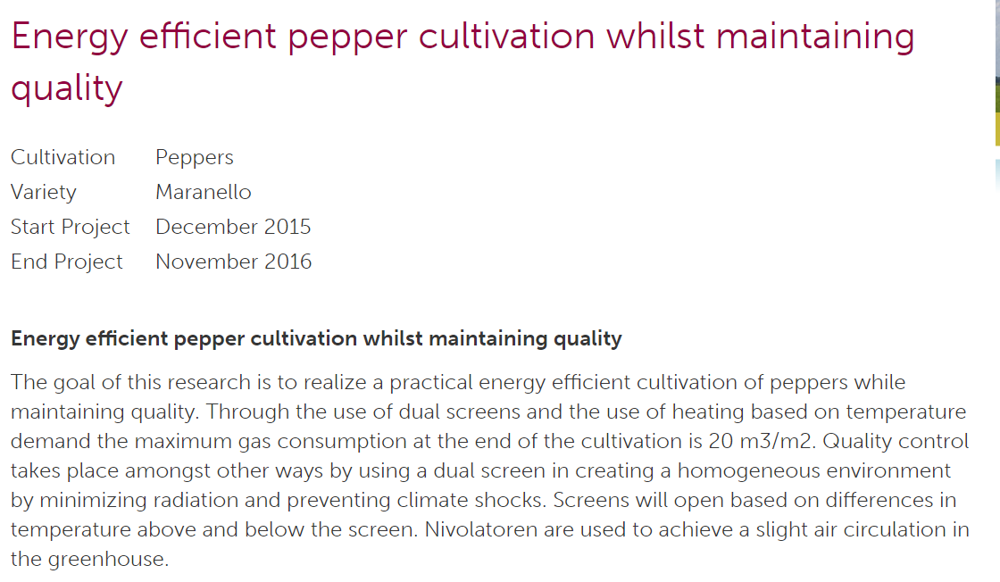 Energy efficient pepper cultivation whilst maintaining
quality
Cultivation Peppers
Variety Maranello
Start Project December 2015
End Project November 2016
Energy efficient pepper cultivation whilst maintaining quality
The goal of this research is to realize a practical energy efficient cultivation of peppers while
maintaining quality. Through the use of dual screens and the use of heating based on temperature
demand the maximum gas consumption at the end of the cultivation is 20 m3/m2. Quality control
takes place amongst other ways by using a dual screen in creating a homogeneous environment
by minimizing radiation and preventing climate shocks. Screens will open based on differences in
temperature above and below the screen. Nivolatoren are used to achieve a slight air circulation in
the greenhouse.